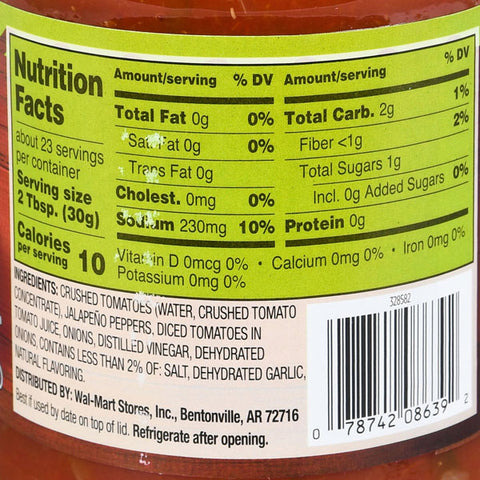 Nutrition
Facts
about 23 servings
per container
Serving size
2 Tbsp. (30g)
Calories
per serving 10
Amount/serving % DV
Total Fat 0g 0%
Sat. Fat 0g 0%
Trans Fat 0g
Cholest. 0mg 0%
Sodium 230mg 10%
Amount/serving % DV
Total Carb. 2g 1%
Fiber <1g 2%
Total Sugars 1g
Incl. 0g Added Sugars 0%
Protein 0g
Vitamin D 0mcg 0% • Calcium 0mg 0% • Iron 0mg 0%
Potassium 0mg 0%
INGREDIENTS: CRUSHED TOMATOES (WATER, CRUSHED TOMATO
CONCENTRATE), JALAPEÑO PEPPERS, DICED TOMATOES IN
TOMATO JUICE, ONIONS, DISTILLED VINEGAR, DEHYDRATED
ONIONS, CONTAINS LESS THAN 2% OF: SALT, DEHYDRATED GARLIC,
NATURAL FLAVORING.
DISTRIBUTED BY: Wal-Mart Stores, Inc., Bentonville, AR 72716
Best if used by date on top of lid. Refrigerate after opening.
328582
0 78742 08639 2